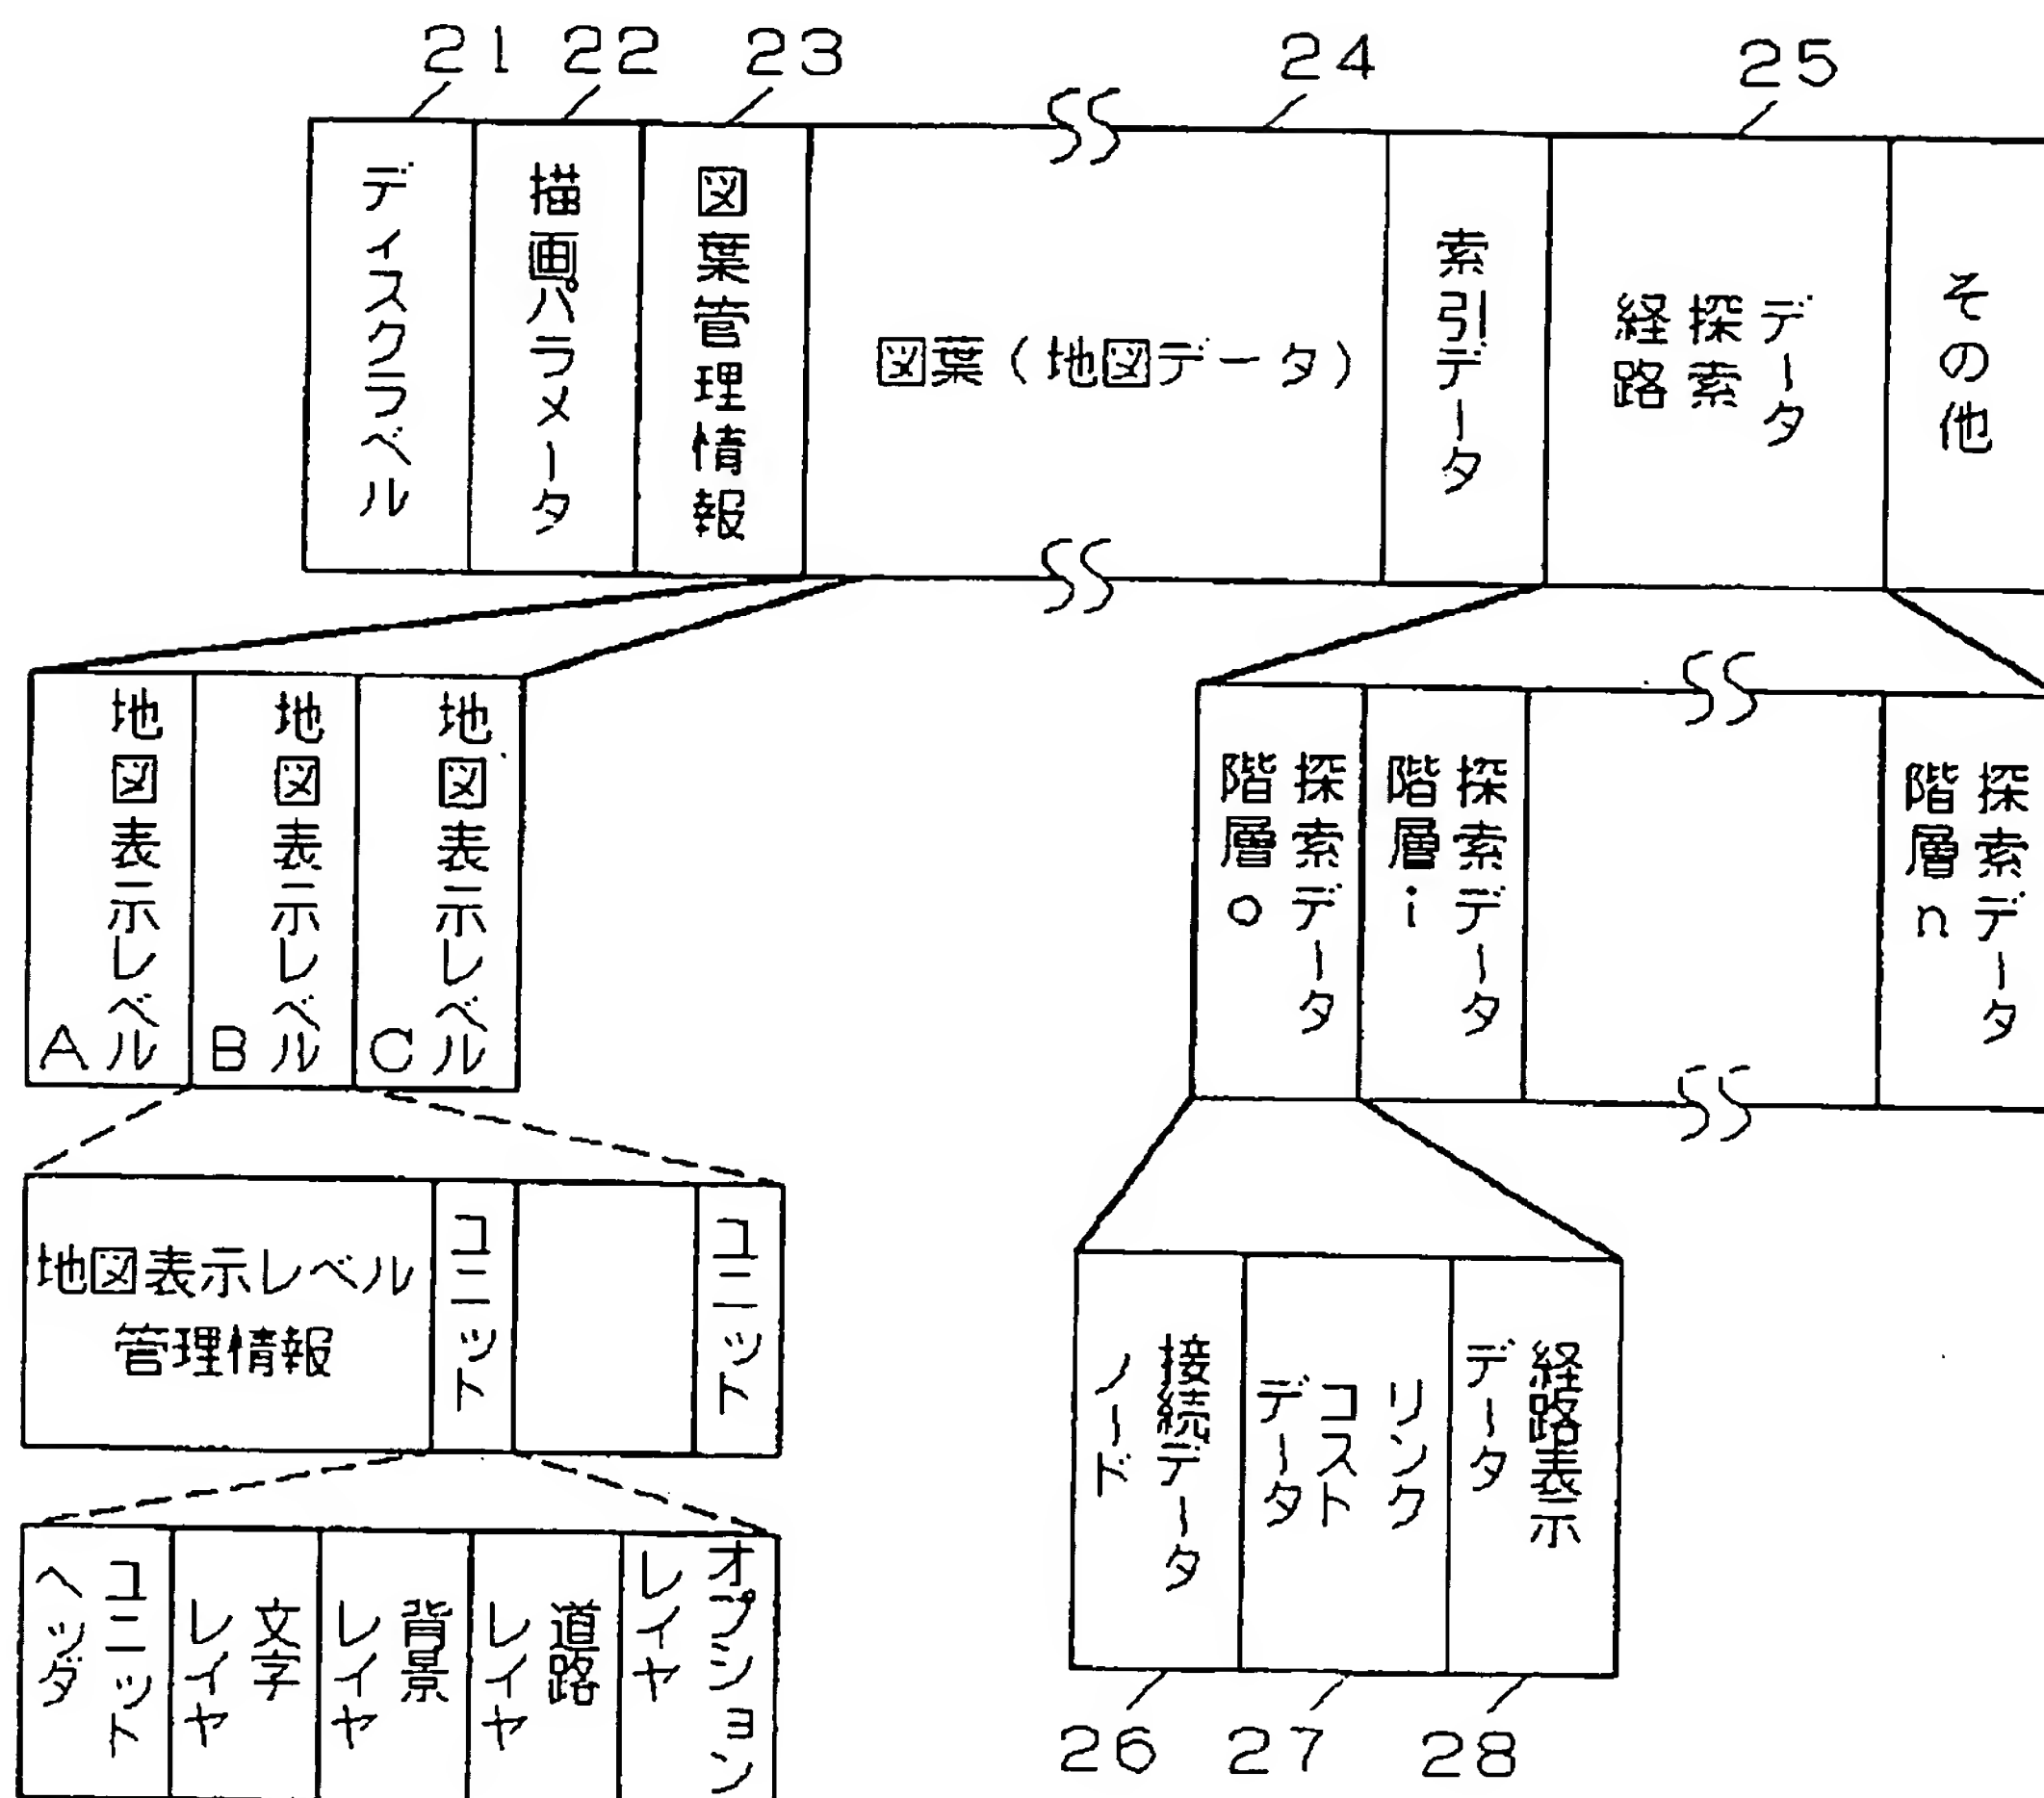 21 22 23 24 25
ディスクラベル
描画パラメータ
図葉管理情報
図葉(地図データ)
索引データ
経路
探索
データ
その他
地図表示レベル
A
地図表示レベル
B
地図表示レベル
C
階層o
探索データ
階層i
探索データ
階層n
探索データ
地図表示レベル
管理情報
ユニット
ユニット
ユニット
ヘッダ
文字
レイヤ
背景
レイヤ
道路
レイヤ
オプション
レイヤ
接続データ
ノード
リンク
コスト
データ
経路表示
データ
26 27 28